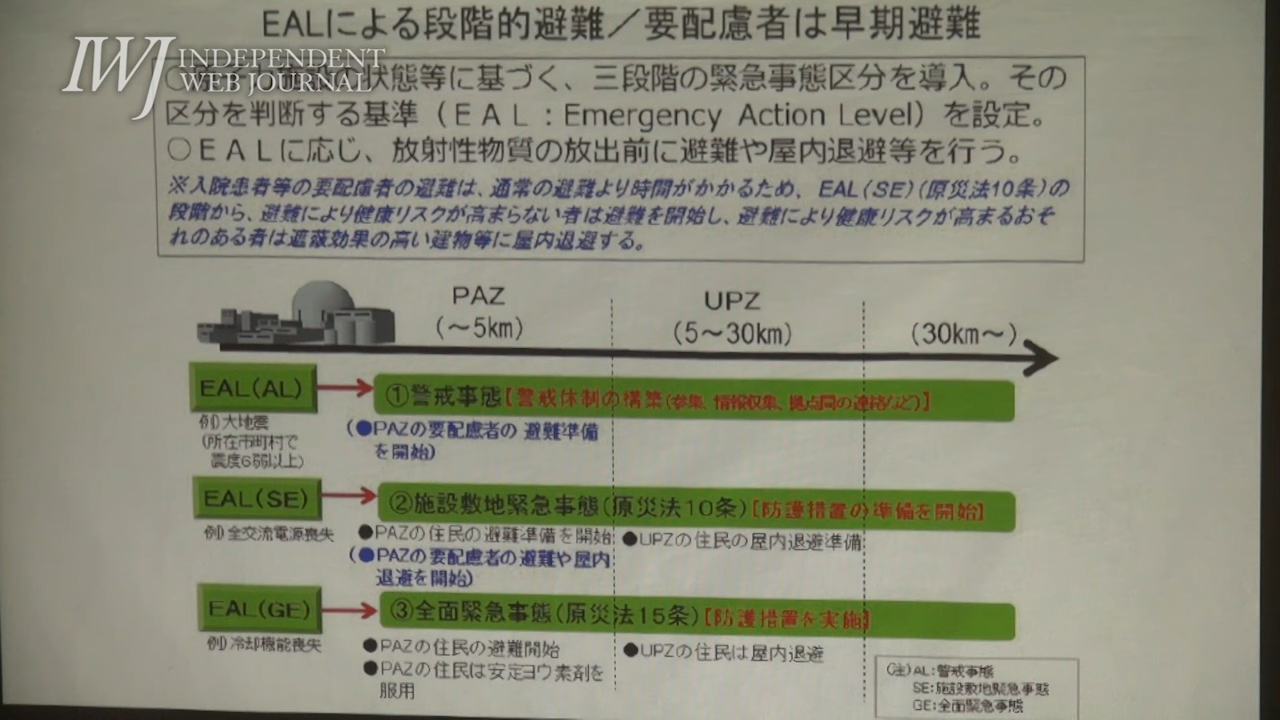 EALによる段階的避難／要配慮者は早期避難
IWJ INDEPENDENT
WEB JOURNAL
状態等に基づく、三段階の緊急事態区分を導入。その
区分を判断する基準（ＥＡＬ：Emergency Action Level）を設定。
○ＥＡＬに応じ、放射性物質の放出前に避難や屋内退避等を行う。
※入院患者等の要配慮者の避難は、通常の避難より時間がかかるため、EAL(SE)(原災法10条)の
段階から、避難により健康リスクが高まらない者は避難を開始し、避難により健康リスクが高まるおそ
れのある者は遮蔽効果の高い建物等に屋内退避する。
PAZ
(～5km)
UPZ
(5～30km)
(30km～)
EAL(AL)
①警戒事態【警戒体制の構築(参集、情報収集、拠点間の連絡など)】
例）大地震
(所在市町村で
震度6弱以上)
(●PAZの要配慮者の 避難準備
を開始)
EAL(SE)
②施設敷地緊急事態(原災法10条)【防護措置の準備を開始】
例）全交流電源喪失
●PAZの住民の避難準備を開始
(●PAZの要配慮者の避難や屋内
退避を開始)
●UPZの住民の屋内退避準備
EAL(GE)
③全面緊急事態(原災法15条)【防護措置を実施】
例）冷却機能喪失
●PAZの住民の避難開始
●PAZの住民は安定ヨウ素剤を
服用
●UPZの住民は屋内退避
(注)AL:警戒事態
SE:施設敷地緊急事態
GE:全面緊急事態